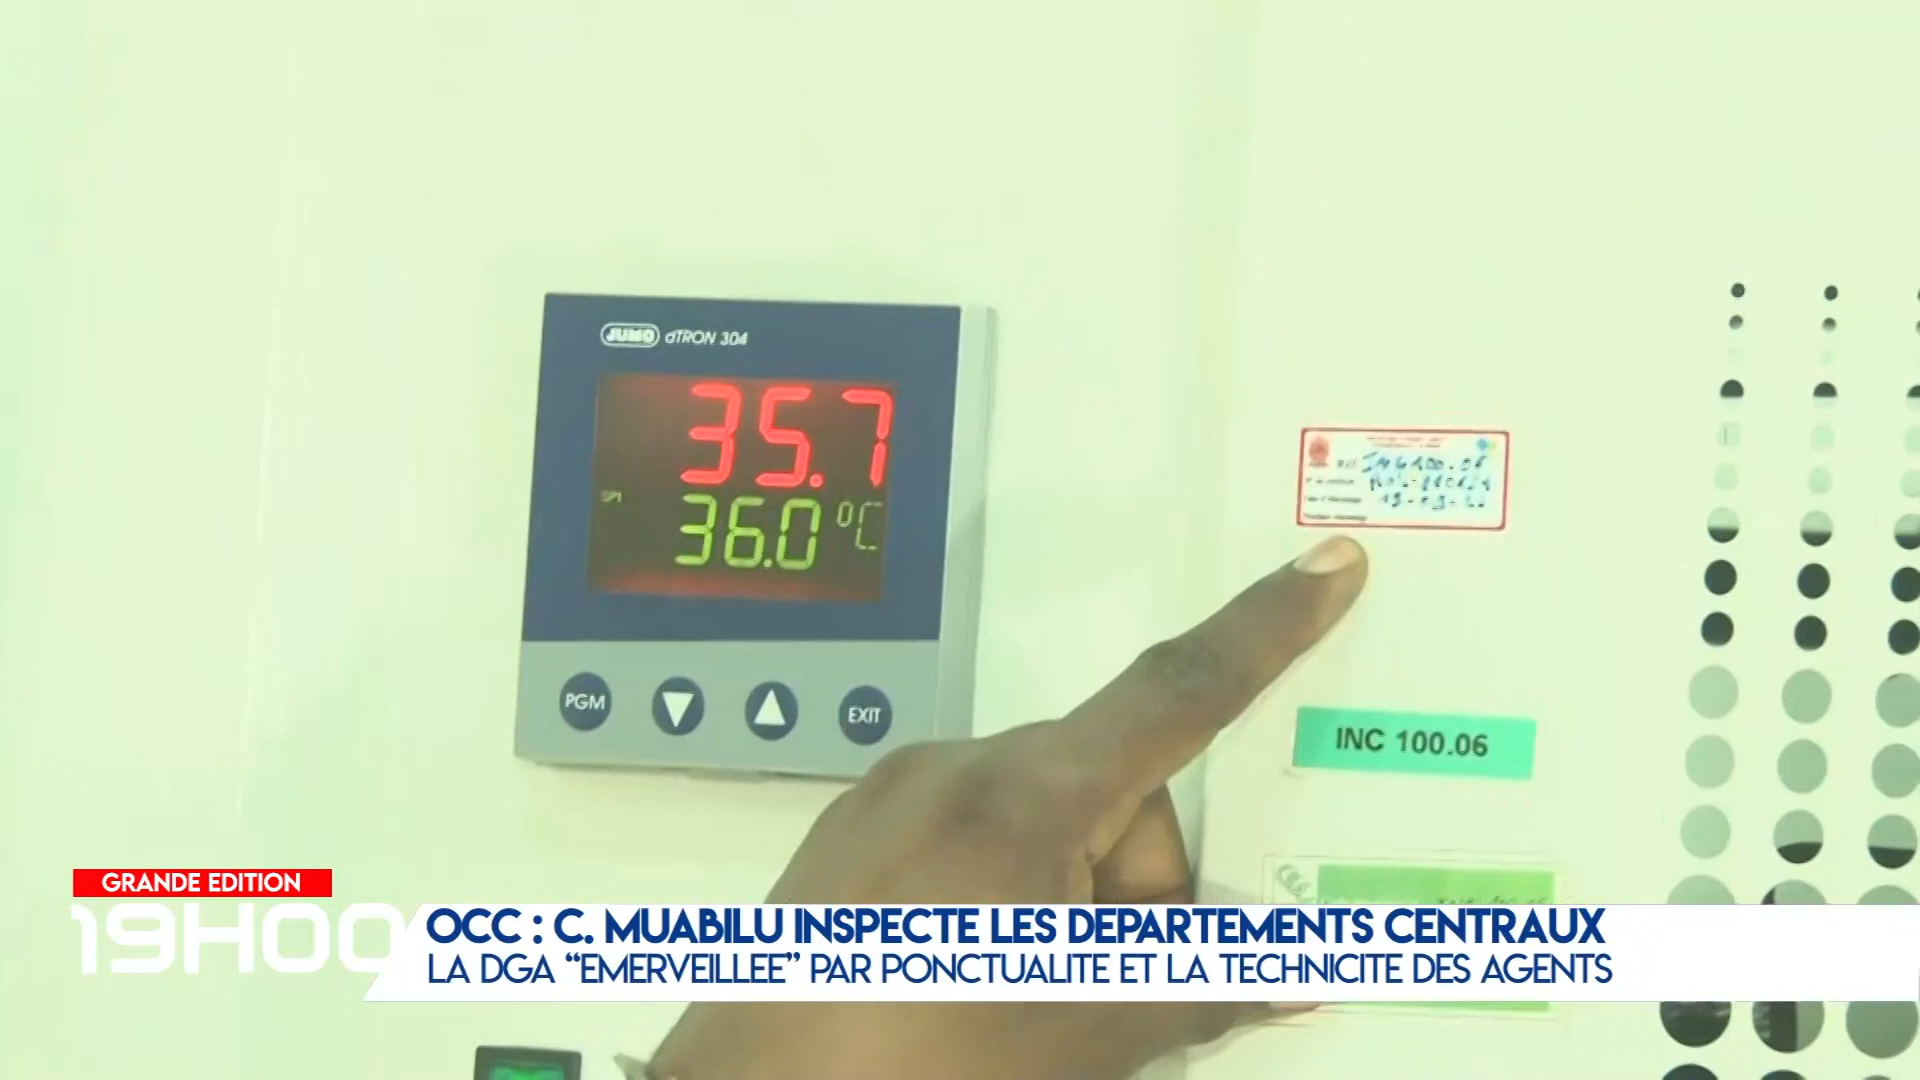 JUMO dTRON 304
35.7
SP1
36.0 °C
PGM
EXIT
INC 100.06
GRANDE EDITION
19H00
OCC : C. MUABILU INSPECTE LES DEPARTEMENTS CENTRAUX
LA DGA “EMERVEILLEE” PAR PONCTUALITE ET LA TECHNICITE DES AGENTS